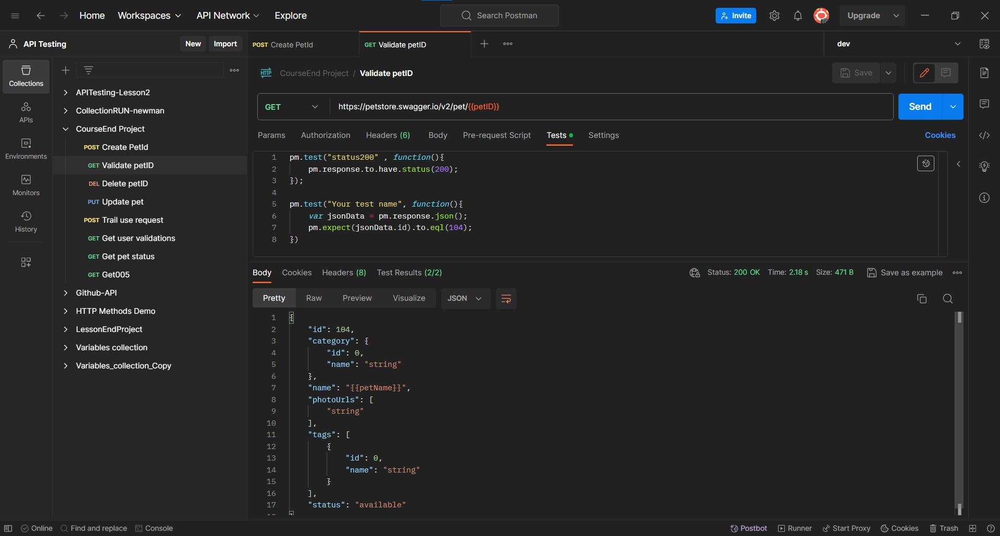 Home Workspaces API Network Explore
Search Postman
Invite
Upgrade
API Testing
New Import
POST Create PetId
GET Validate petID
dev
Collections
APIs
Environments
Monitors
History
APITesting-Lesson2
CollectionRUN-newman
CourseEnd Project
POST Create PetId
GET Validate petID
DEL Delete petID
PUT Update pet
POST Trail use request
GET Get user validations
GET Get pet status
GET Get005
Github-API
HTTP Methods Demo
LessonEndProject
Variables collection
Variables_collection_Copy
HTTP CourseEnd Project / Validate petID
Save
GET https://petstore.swagger.io/v2/pet/{{petID}}
Send
Params Authorization Headers (6) Body Pre-request Script Tests Settings
Cookies
1 pm.test("status200" , function(){
2 pm.response.to.have.status(200);
3 });
4
5 pm.test("Your test name", function(){
6 var jsonData = pm.response.json();
7 pm.expect(jsonData.id).to.eql(104);
8 })
Body Cookies Headers (8) Test Results (2/2)
Status: 200 OK Time: 2.18 s Size: 471 B Save as example
Pretty Raw Preview Visualize JSON
1 {
2 "id": 104,
3 "category": {
4 "id": 0,
5 "name": "string"
6 },
7 "name": "{{petName}}",
8 "photoUrls": [
9 "string"
10 ],
11 "tags": [
12 {
13 "id": 0,
14 "name": "string"
15 }
16 ],
17 "status": "available"
Online Find and replace Console
Postbot Runner Start Proxy Cookies Trash